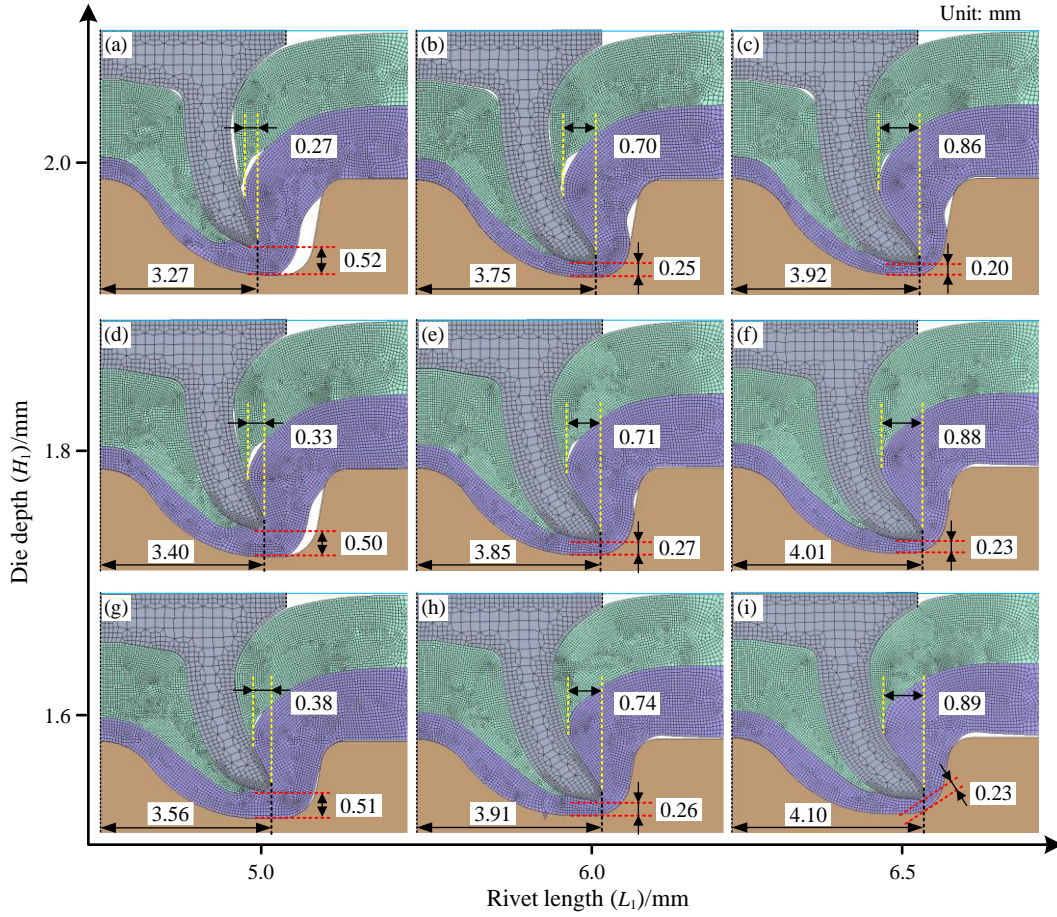 Unit: mm
(a)
(b)
(c)
0.27
0.70
0.86
2.0
0.52
0.25
0.20
3.27
3.75
3.92
(d)
(e)
(f)
0.33
0.71
0.88
1.8
0.50
0.27
0.23
3.40
3.85
4.01
(g)
(h)
(i)
0.38
0.74
0.89
1.6
0.51
0.26
0.23
3.56
3.91
4.10
Die depth (H₁)/mm
5.0
6.0
6.5
Rivet length (L₁)/mm